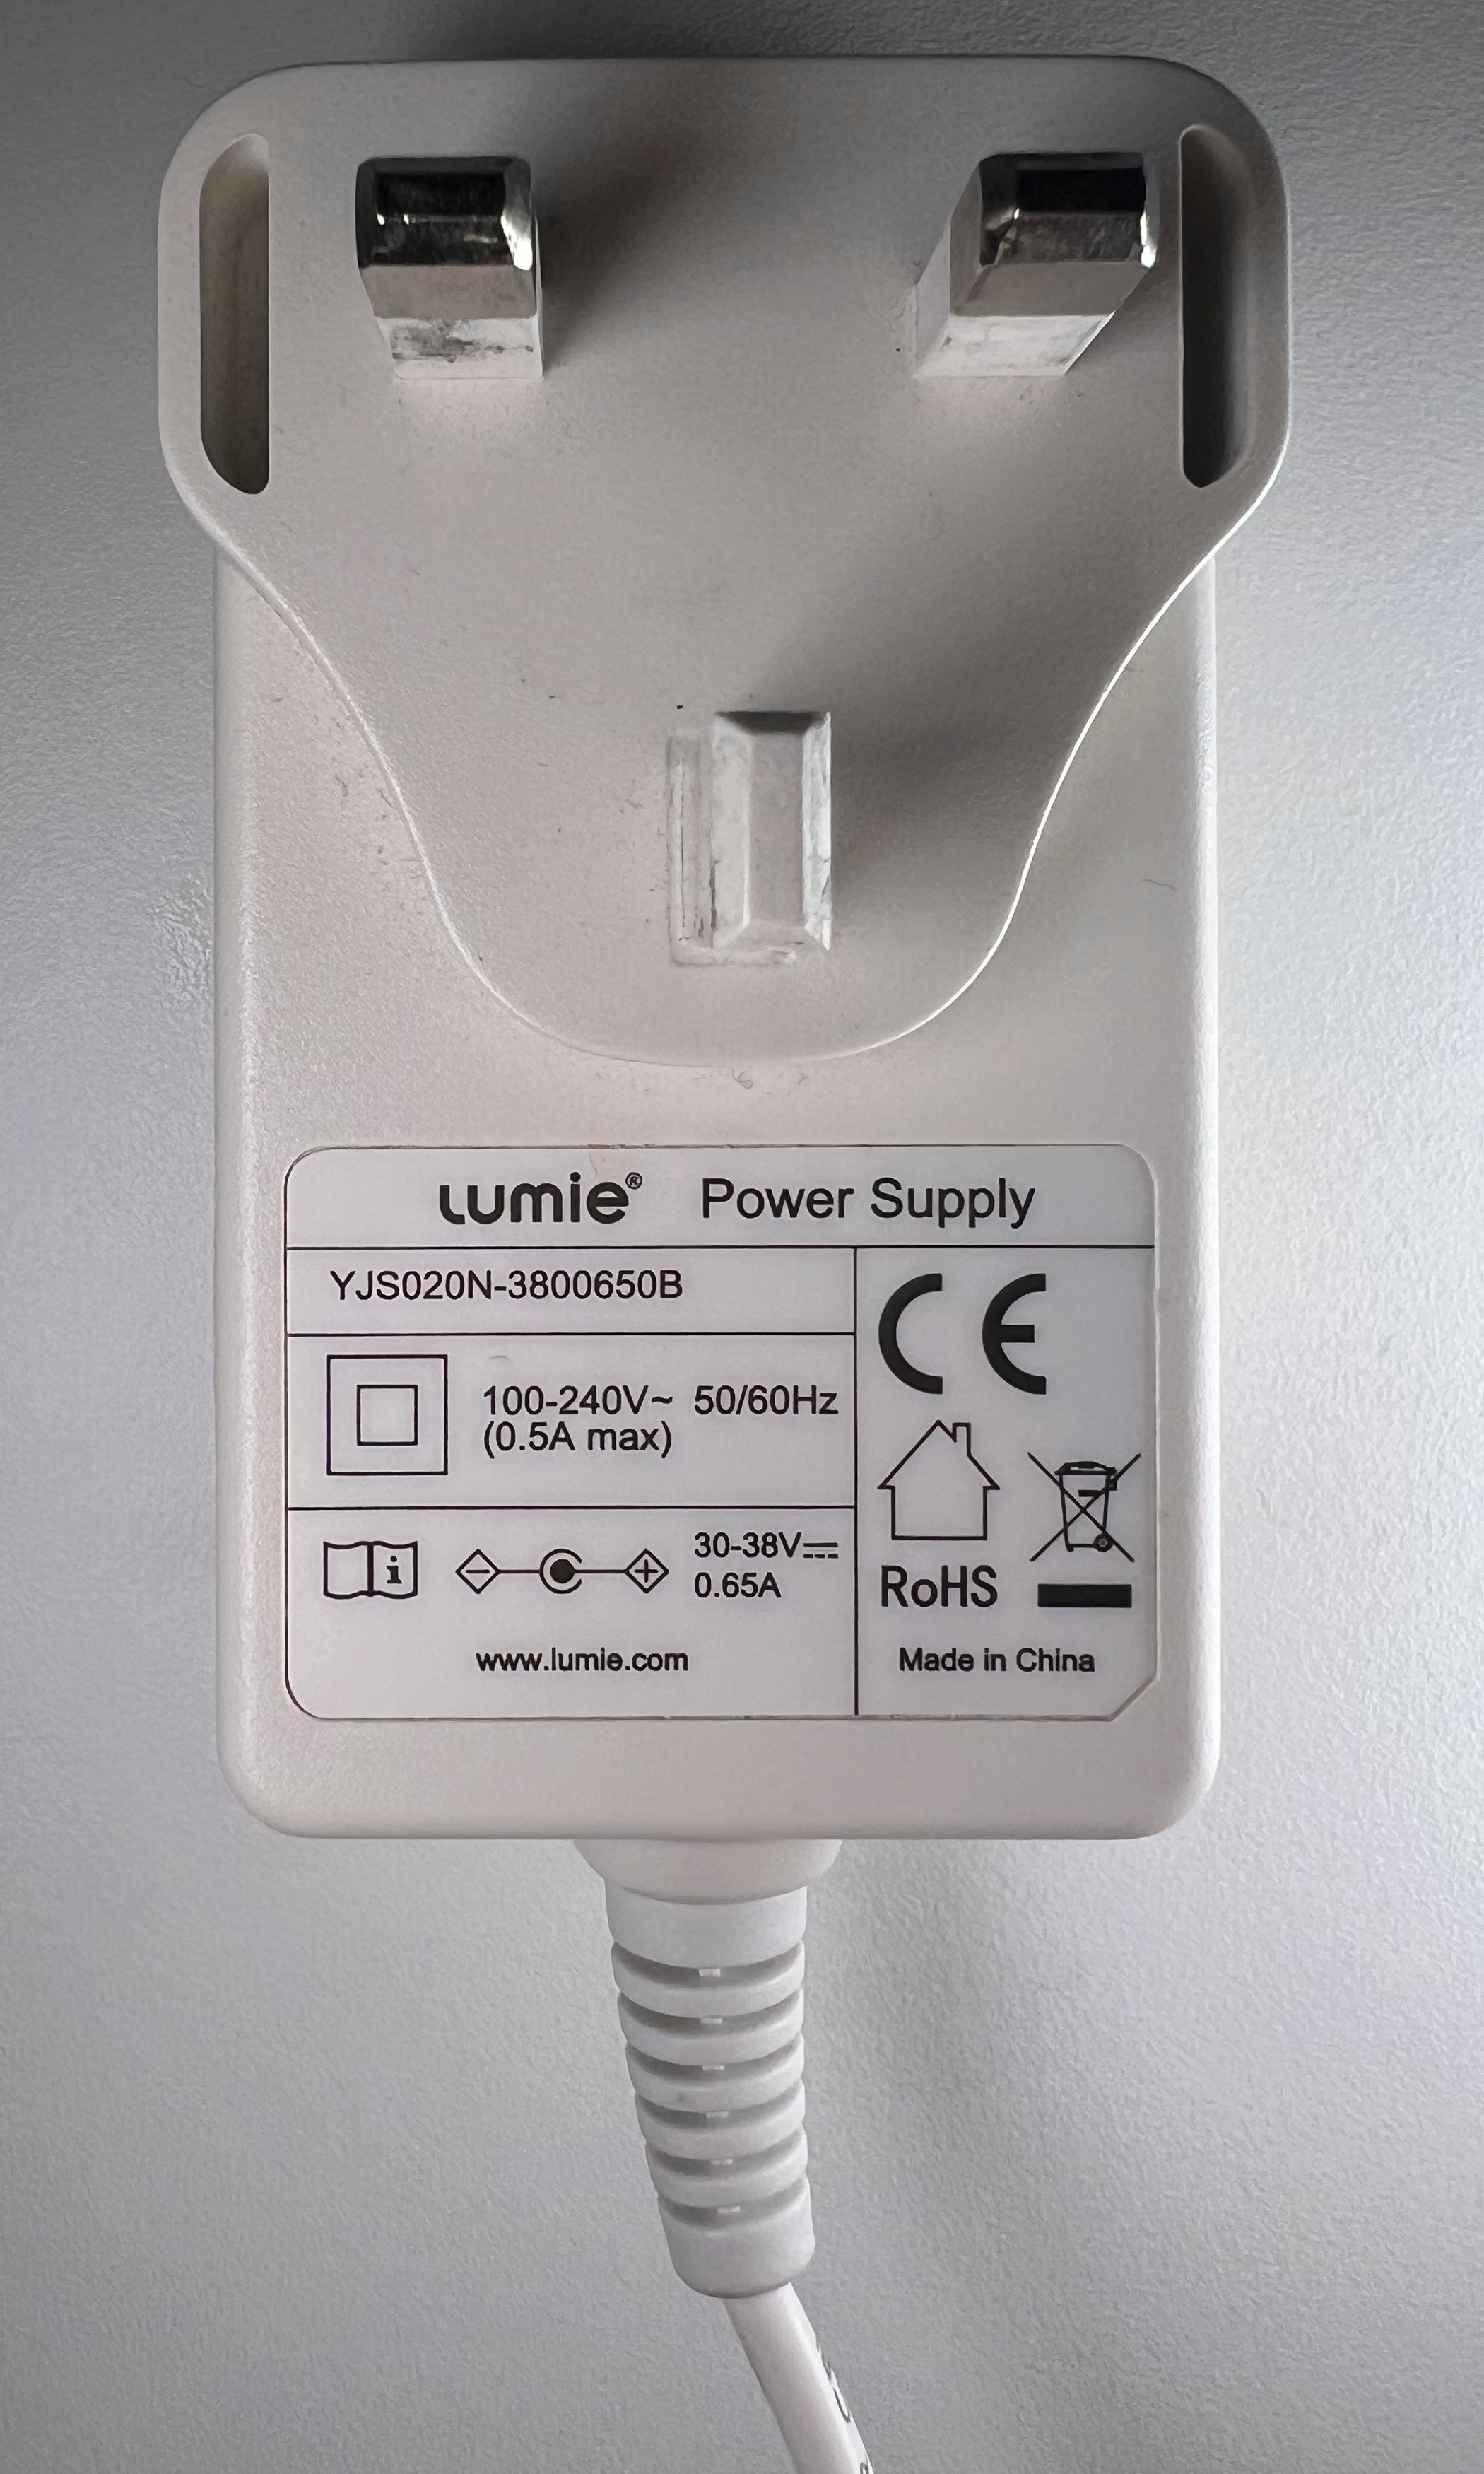 Lumie® Power Supply
YJS020N-3800650B
100-240V~ 50/60Hz
(0.5A max)
30-38V⎓
0.65A
www.lumie.com
CE
RoHS
Made in China